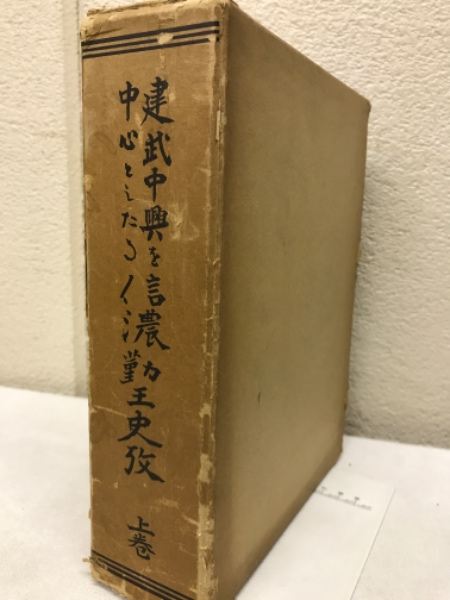 建武中興を
中心としたる
信濃勤王史攷
上巻